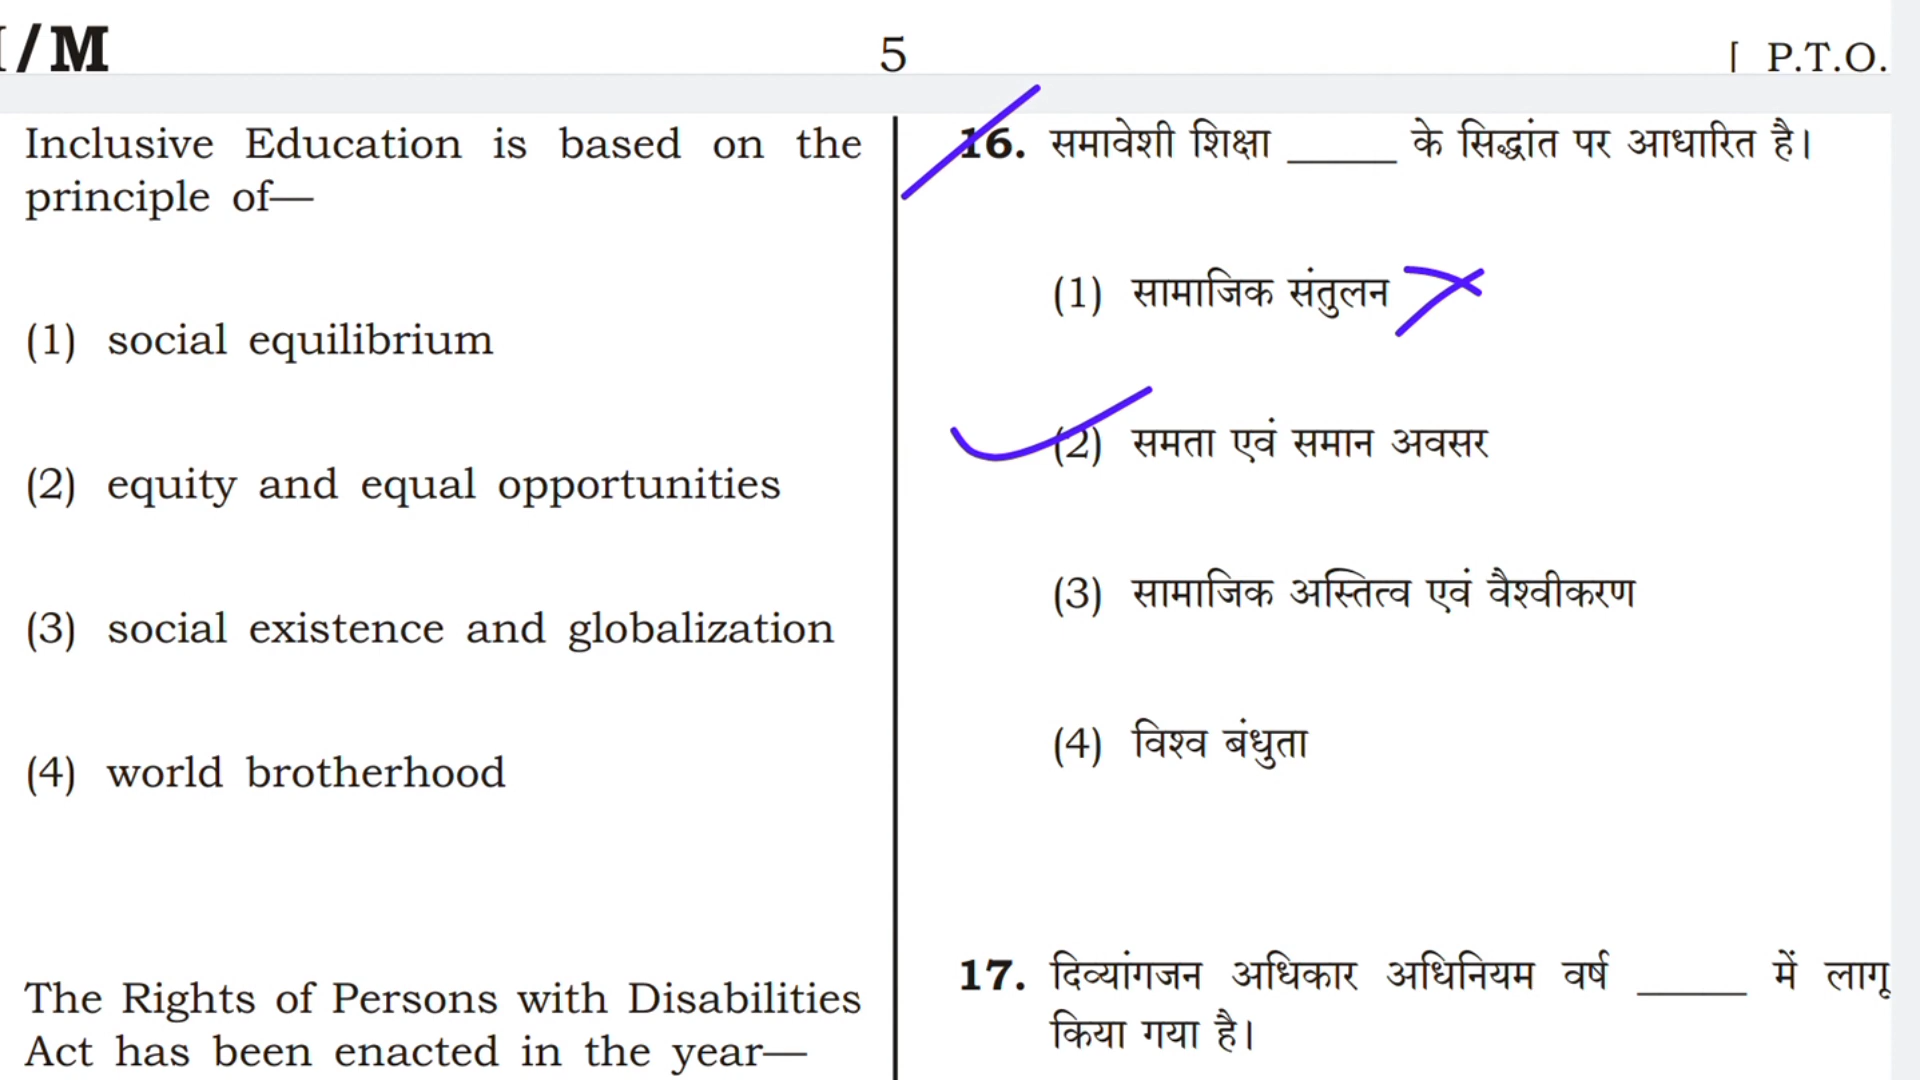 /M
5
[ P.T.O.
Inclusive Education is based on the
principle of—
(1) social equilibrium
(2) equity and equal opportunities
(3) social existence and globalization
(4) world brotherhood
The Rights of Persons with Disabilities
Act has been enacted in the year—
16. समावेशी शिक्षा _____ के सिद्धांत पर आधारित है।
(1) सामाजिक संतुलन
(2) समता एवं समान अवसर
(3) सामाजिक अस्तित्व एवं वैश्वीकरण
(4) विश्व बंधुता
17. दिव्यांगजन अधिकार अधिनियम वर्ष _____ में लागू
किया गया है।